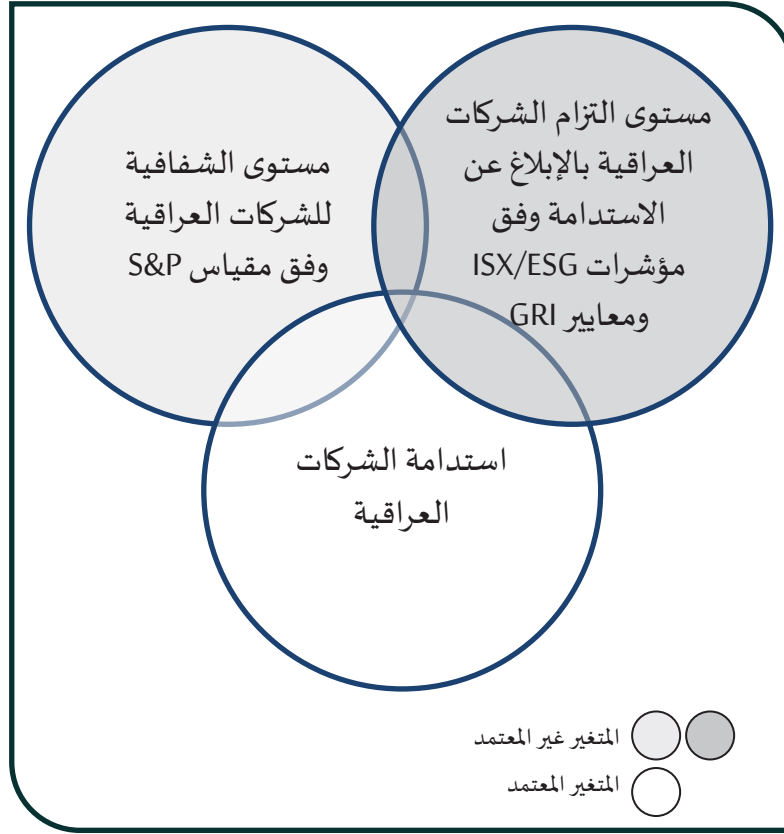 مستوى التزام الشركات
العراقية بالإبلاغ عن
الاستدامة وفق
مؤشرات ISX/ESG
ومعايير GRI
مستوى الشفافية
للشركات العراقية
وفق مقياس S&P
استدامة الشركات
العراقية
المتغير غير المعتمد
المتغير المعتمد